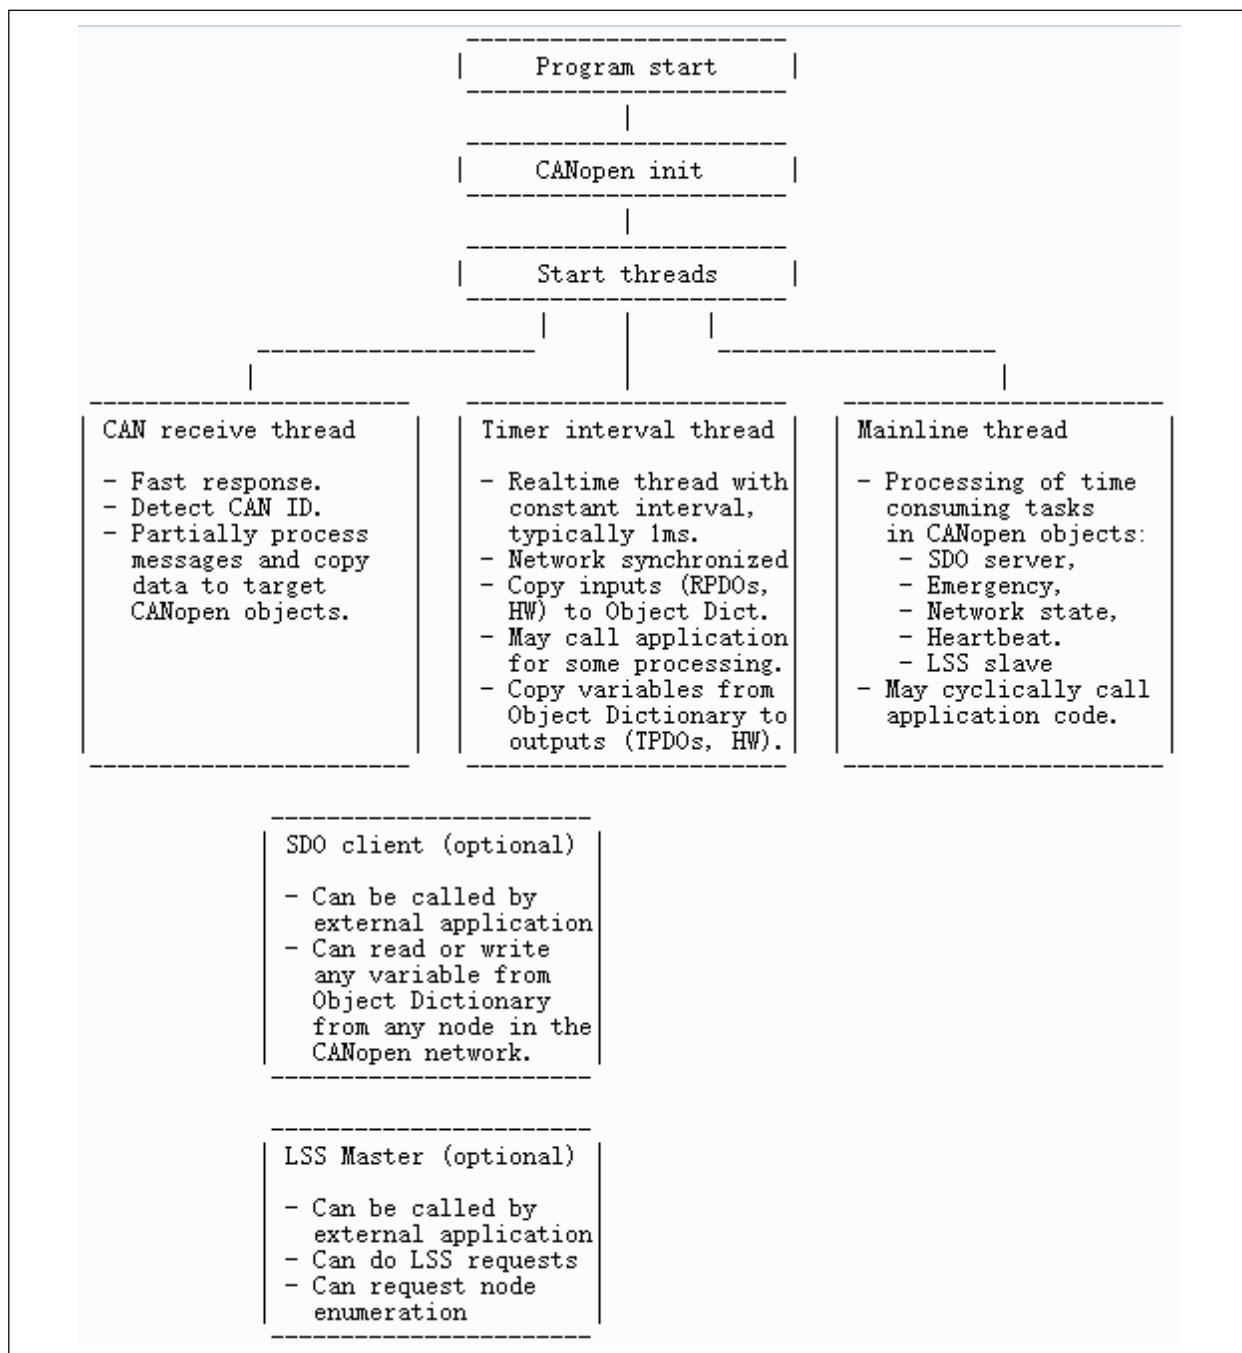 Program start
CANopen init
Start threads
CAN receive thread
- Fast response.
- Detect CAN ID.
- Partially process
messages and copy
data to target
CANopen objects.
Timer interval thread
- Realtime thread with
constant interval,
typically 1ms.
- Network synchronized
- Copy inputs (RPDOs,
HW) to Object Dict.
- May call application
for some processing.
- Copy variables from
Object Dictionary to
outputs (TPDOs, HW).
Mainline thread
- Processing of time
consuming tasks
in CANopen objects:
- SDO server,
- Emergency,
- Network state,
- Heartbeat.
- LSS slave
- May cyclically call
application code.
SDO client (optional)
- Can be called by
external application
- Can read or write
any variable from
Object Dictionary
from any node in the
CANopen network.
LSS Master (optional)
- Can be called by
external application
- Can do LSS requests
- Can request node
enumeration